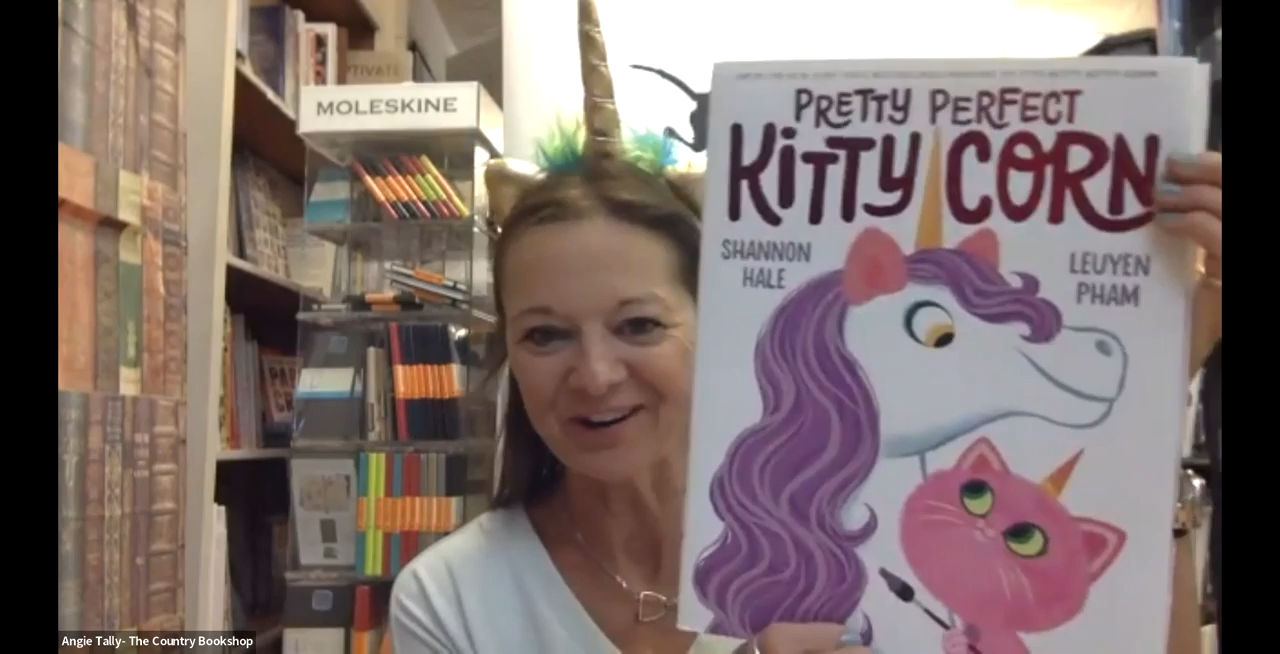 MOLESKINE
PRETTY PERFECT
KITTY CORN
SHANNON
HALE
LEUYEN
PHAM
Angie Tally- The Country Bookshop